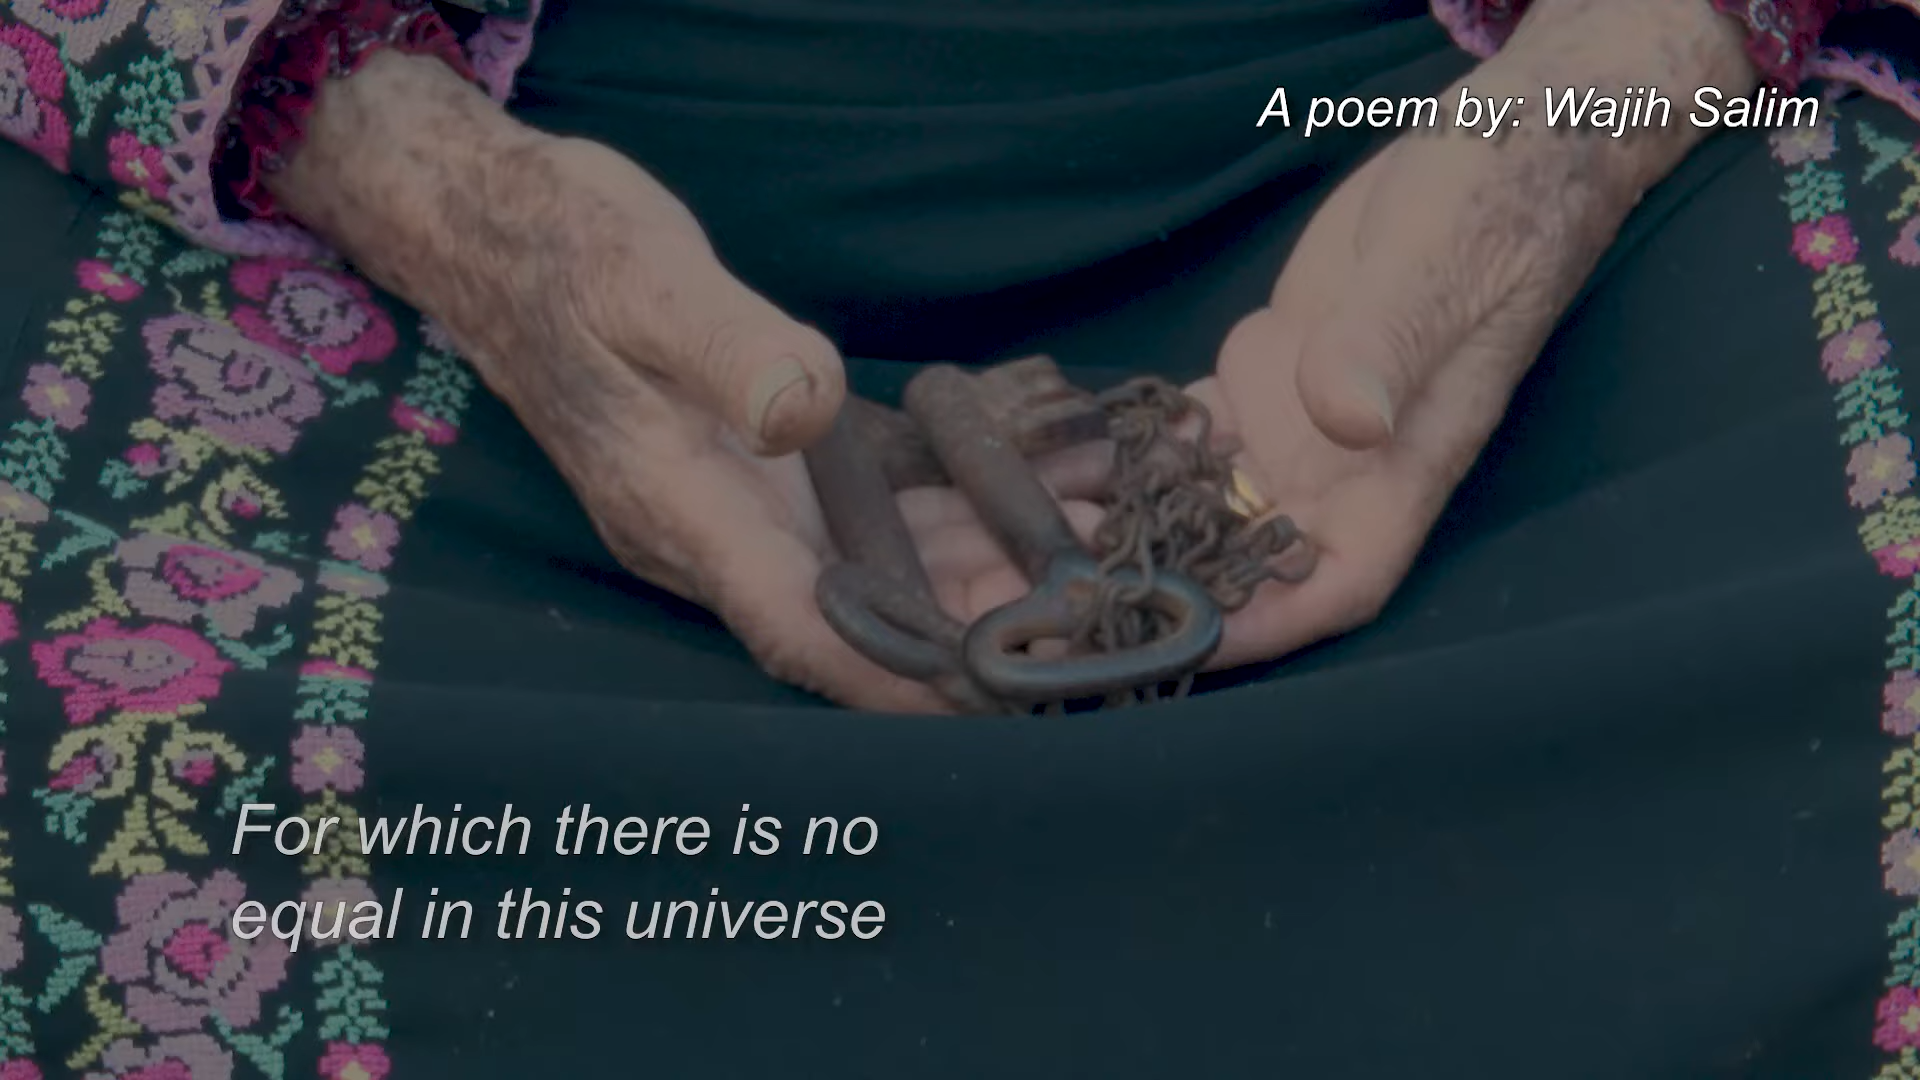 A poem by: Wajih Salim
For which there is no
equal in this universe